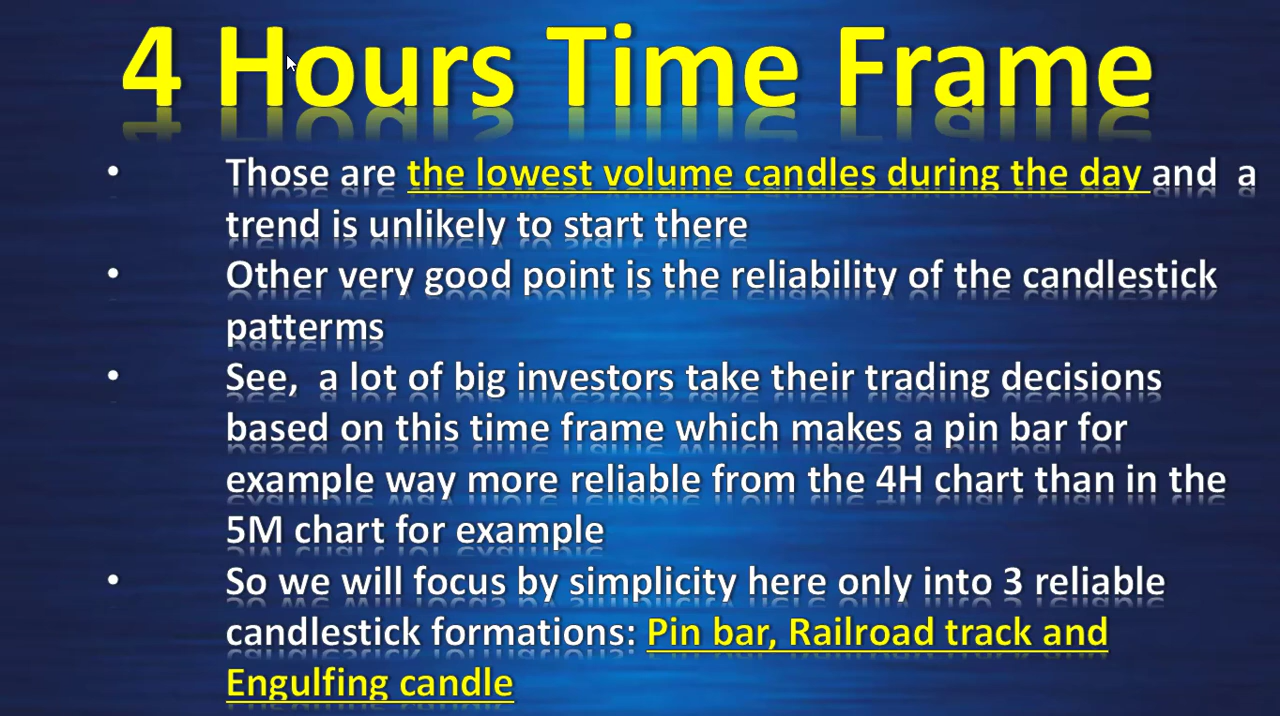 4 Hours Time Frame
• Those are the lowest volume candles during the day and a
trend is unlikely to start there
• Other very good point is the reliability of the candlestick
patterms
• See, a lot of big investors take their trading decisions
based on this time frame which makes a pin bar for
example way more reliable from the 4H chart than in the
5M chart for example
• So we will focus by simplicity here only into 3 reliable
candlestick formations: Pin bar, Railroad track and
Engulfing candle